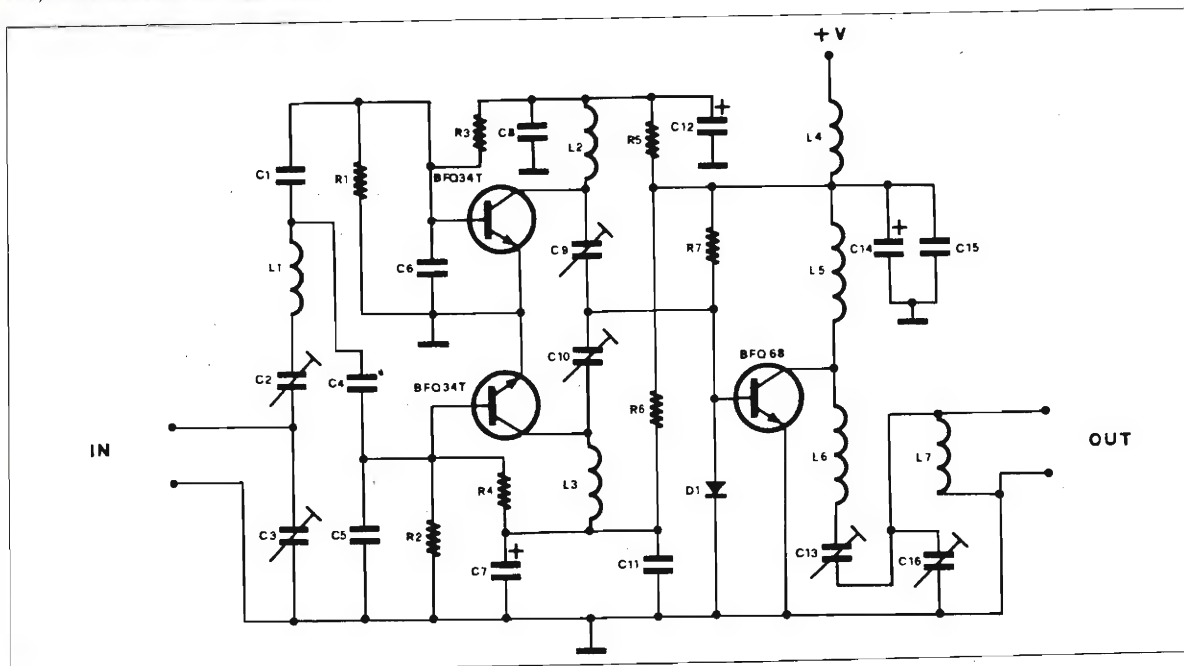 + V
C1
R1
R3
C8
L2
R5
C12
+
L4
BFQ34T
L1
C6
C9
R7
C14
+
C15
L5
C2
C4
C10
BFQ34T
BFQ68
IN
R6
L6
L7
OUT
C3
C5
R2
R4
L3
D1
C7
+
C11
C13
C16